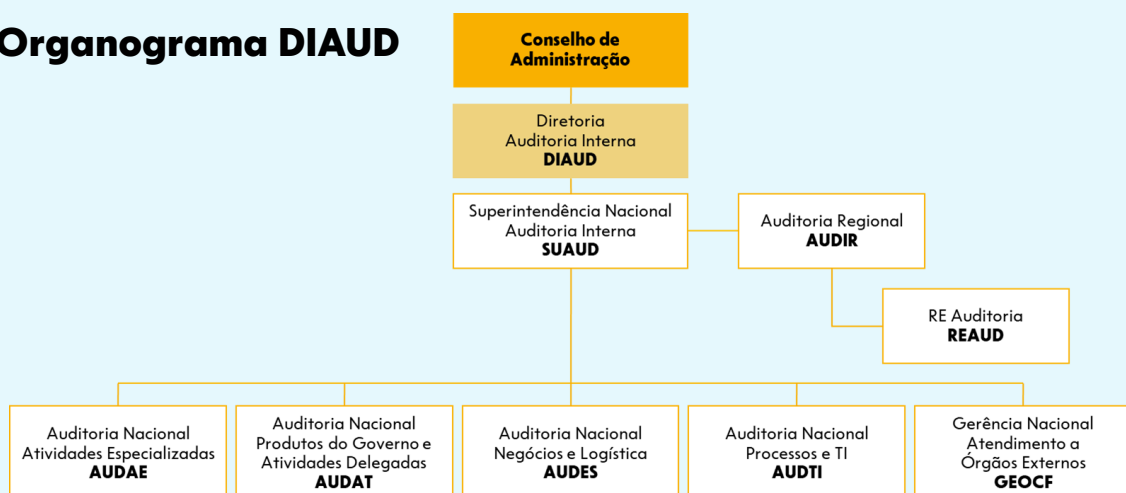 Organograma DIAUD
Conselho de
Administração
Diretoria
Auditoria Interna
DIAUD
Superintendência Nacional
Auditoria Interna
SUAUD
Auditoria Regional
AUDIR
RE Auditoria
REAUD
Auditoria Nacional
Atividades Especializadas
AUDAE
Auditoria Nacional
Produtos do Governo e
Atividades Delegadas
AUDAT
Auditoria Nacional
Negócios e Logística
AUDES
Auditoria Nacional
Processos e TI
AUDTI
Gerência Nacional
Atendimento a
Órgãos Externos
GEOCF